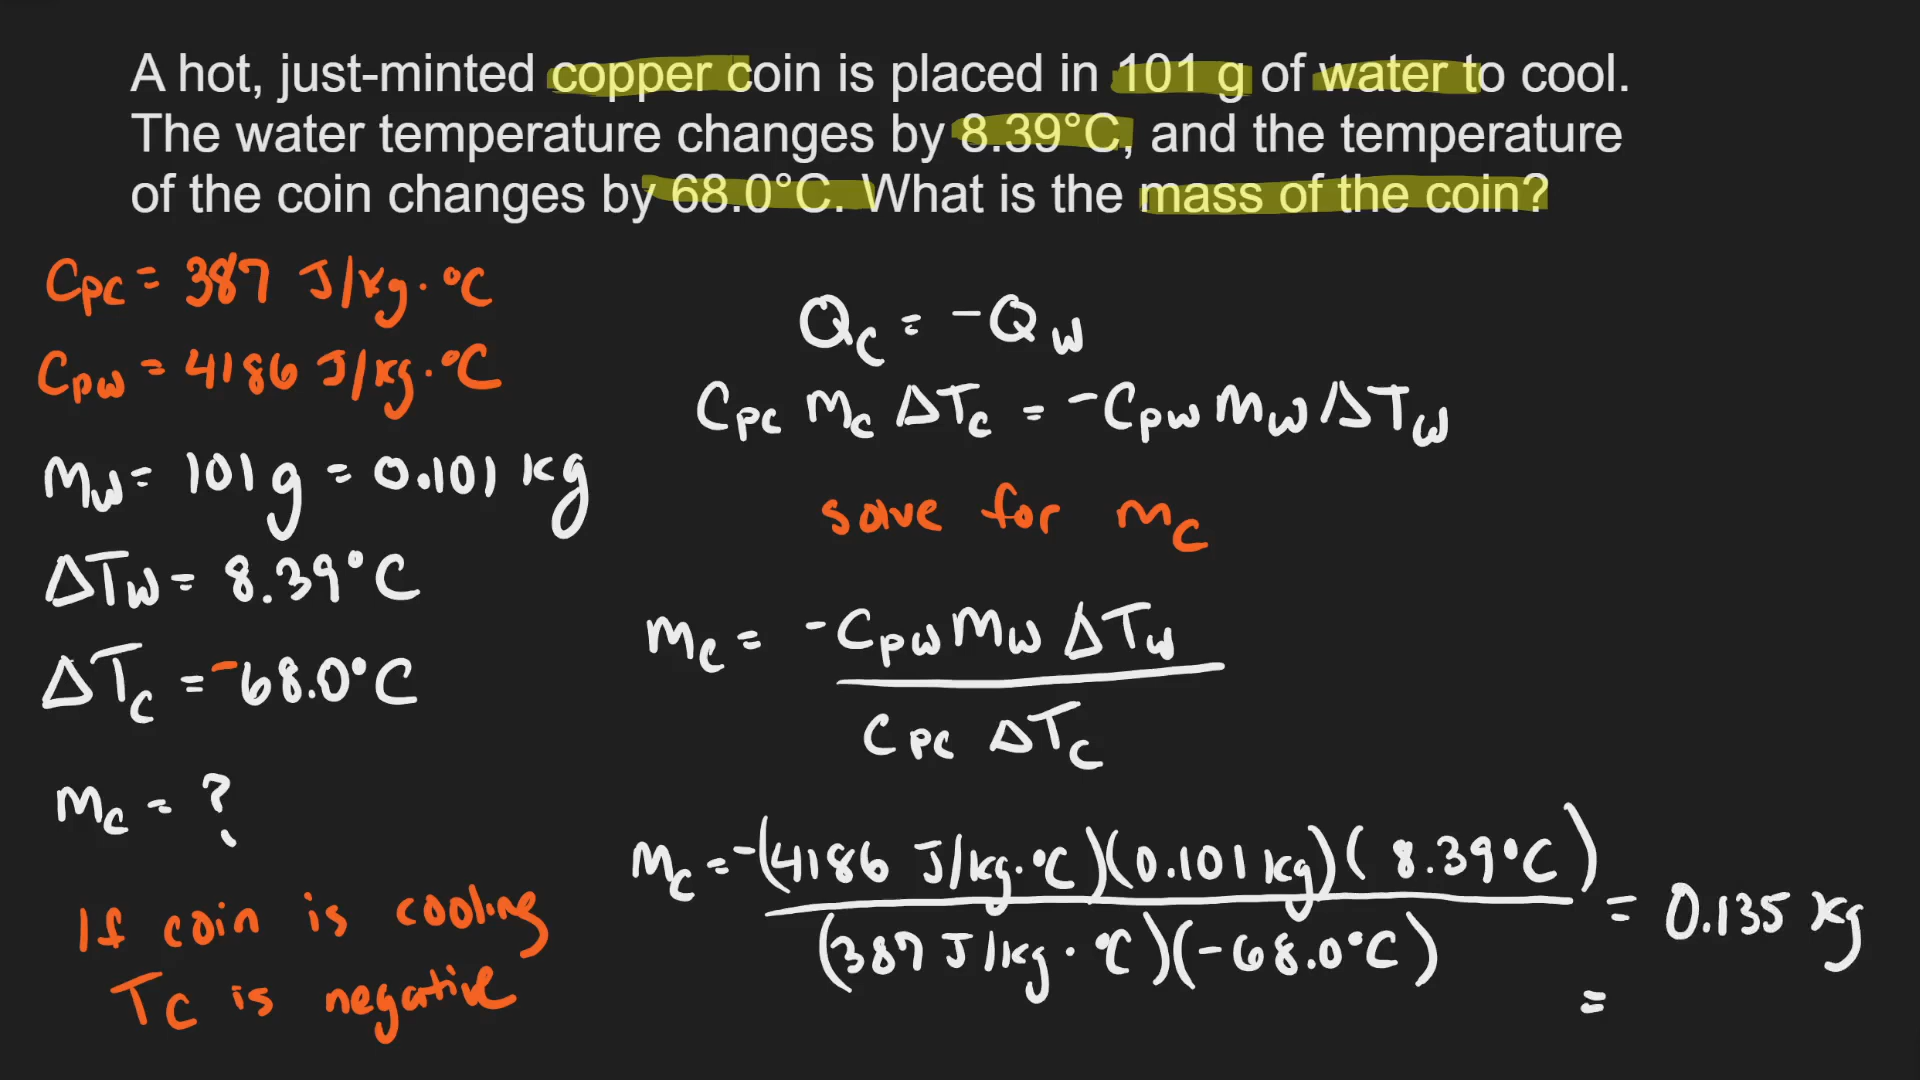 A hot, just-minted copper coin is placed in 101 g of water to cool.
The water temperature changes by 8.39°C, and the temperature
of the coin changes by 68.0°C. What is the mass of the coin?
Cpc = 387 J/kg·°C
Cpw = 4186 J/kg·°C
mw = 101 g = 0.101 kg
ΔTw = 8.39°C
ΔTc = -68.0°C
mc = ?
If coin is cooling
Tc is negative
Qc = -Qw
Cpc mc ΔTc = -Cpw mw ΔTw
solve for mc
mc = -Cpw mw ΔTw
Cpc ΔTc
mc = -(4186 J/kg·°C)(0.101 kg)(8.39°C)
(387 J/kg·°C)(-68.0°C)
= 0.135 kg
=